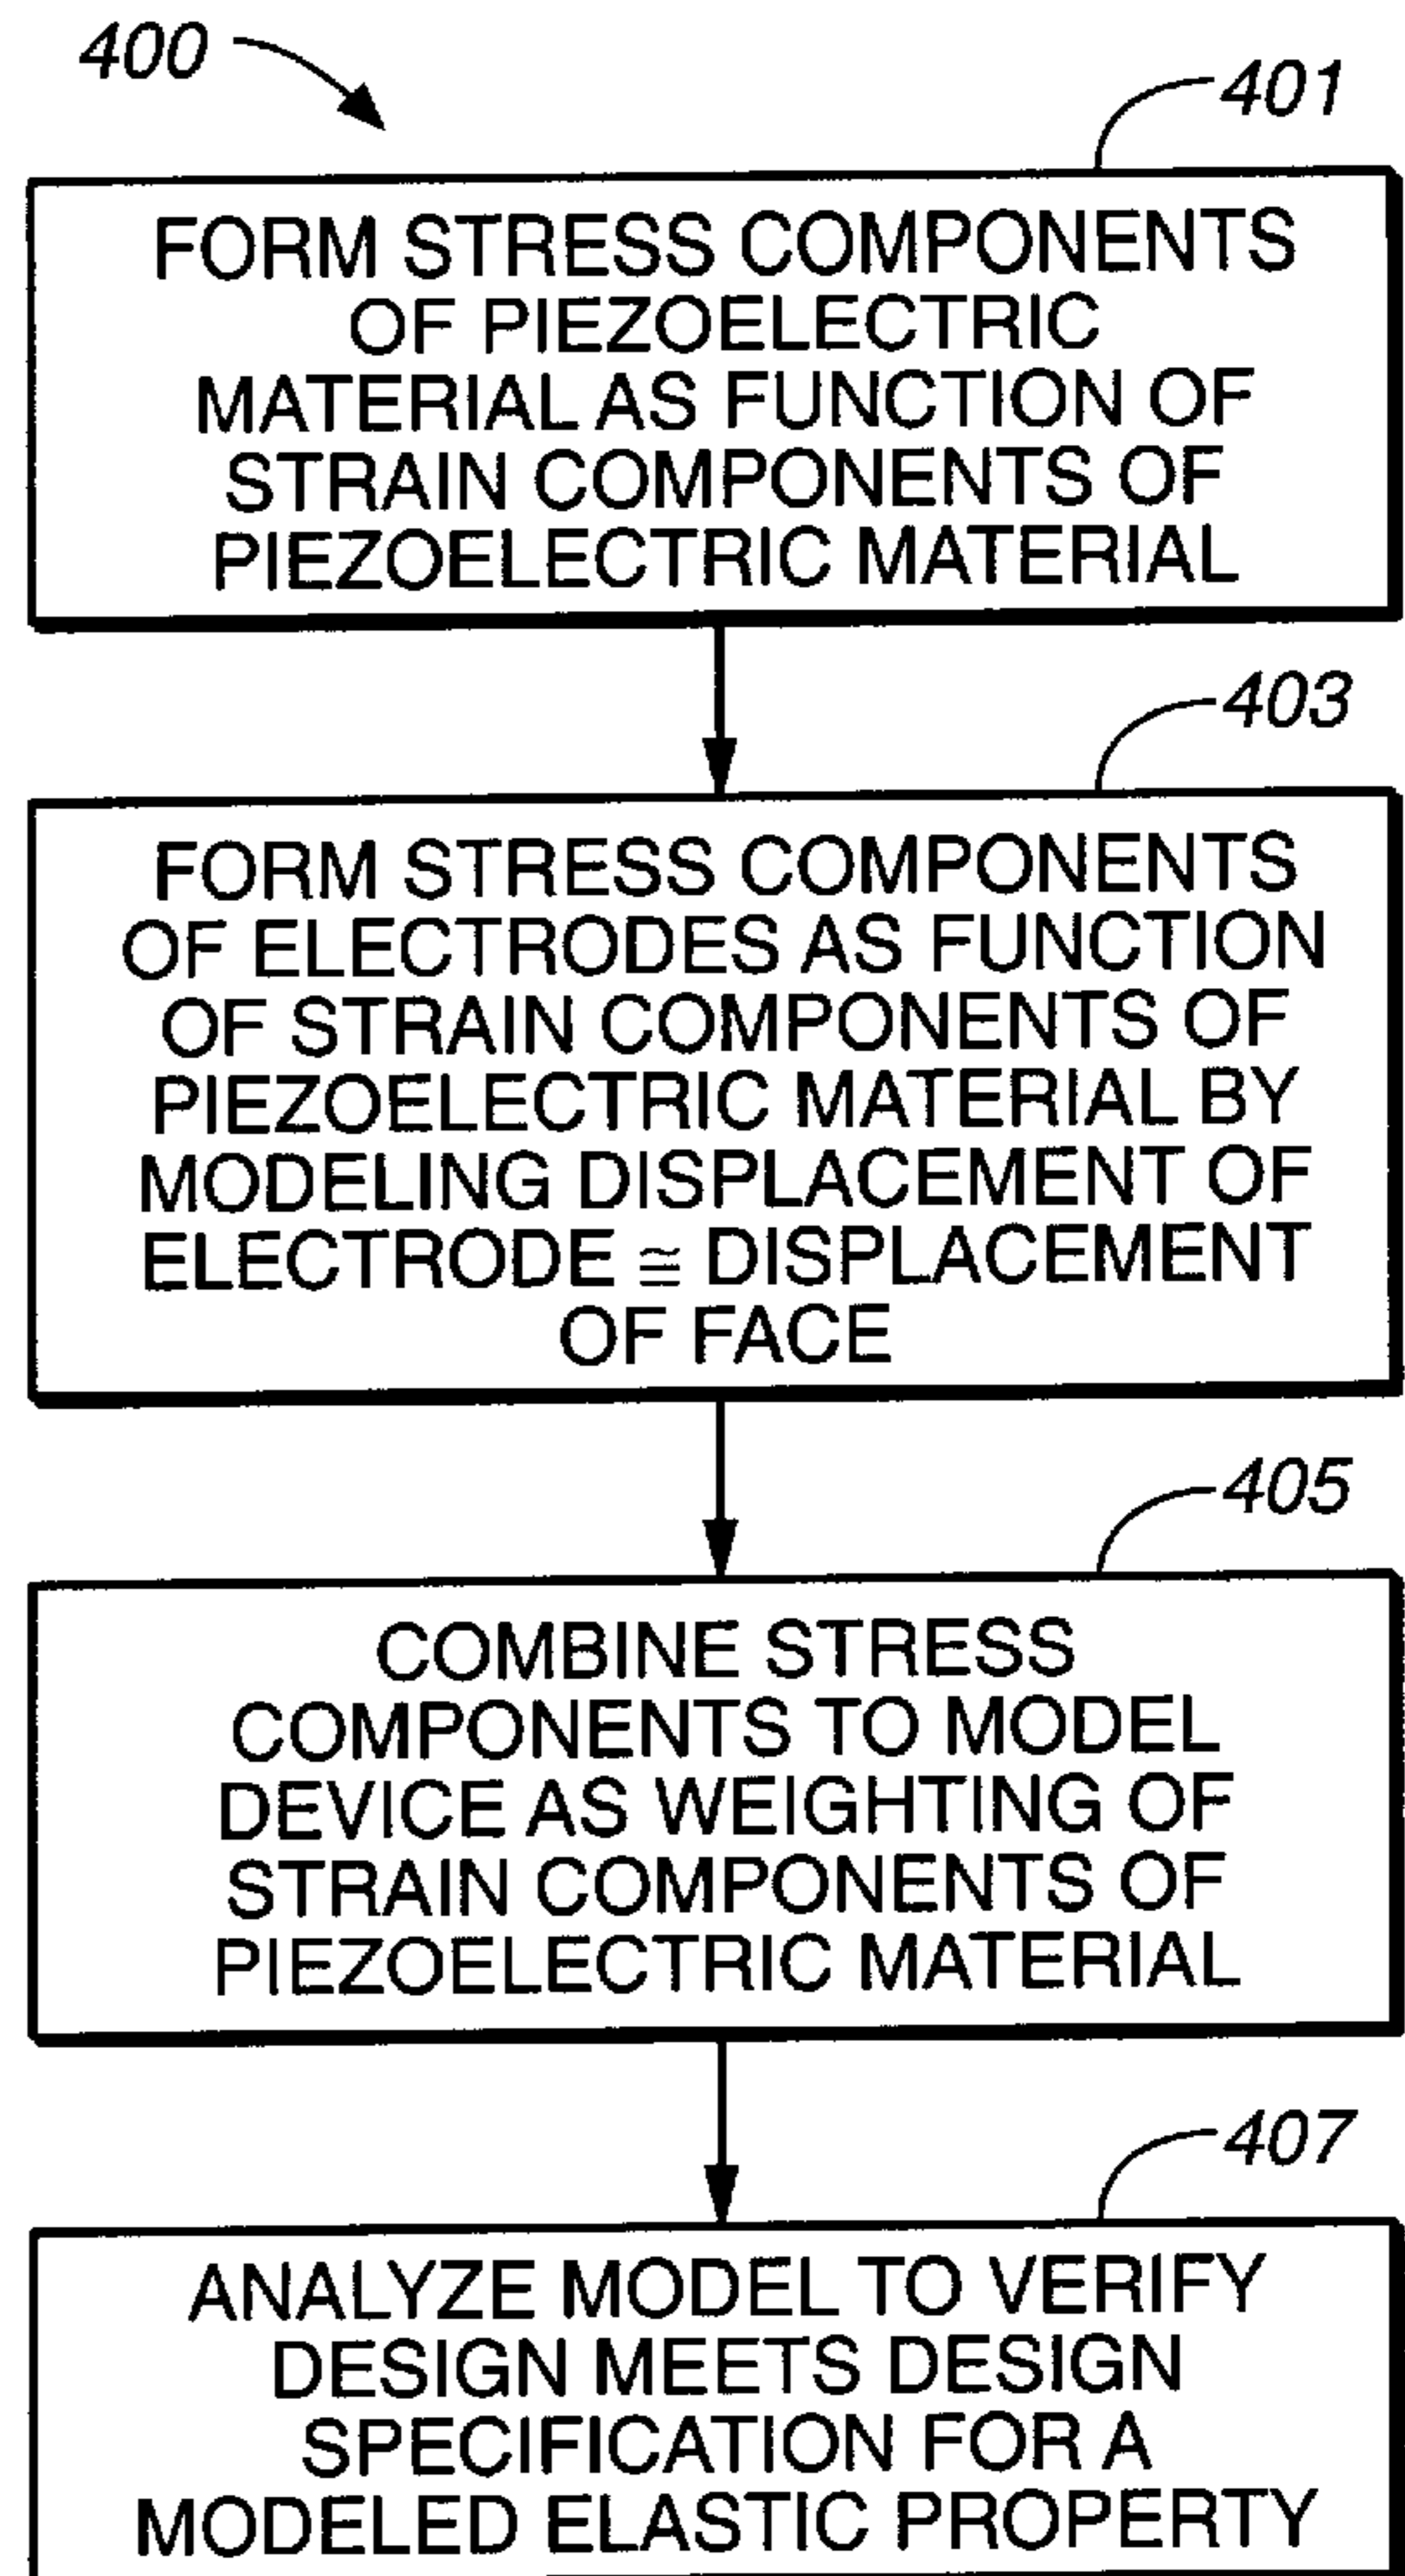 400
401
FORM STRESS COMPONENTS
OF PIEZOELECTRIC
MATERIAL AS FUNCTION OF
STRAIN COMPONENTS OF
PIEZOELECTRIC MATERIAL
403
FORM STRESS COMPONENTS
OF ELECTRODES AS FUNCTION
OF STRAIN COMPONENTS OF
PIEZOELECTRIC MATERIAL BY
MODELING DISPLACEMENT OF
ELECTRODE ≅ DISPLACEMENT
OF FACE
405
COMBINE STRESS
COMPONENTS TO MODEL
DEVICE AS WEIGHTING OF
STRAIN COMPONENTS OF
PIEZOELECTRIC MATERIAL
407
ANALYZE MODEL TO VERIFY
DESIGN MEETS DESIGN
SPECIFICATION FOR A
MODELED ELASTIC PROPERTY